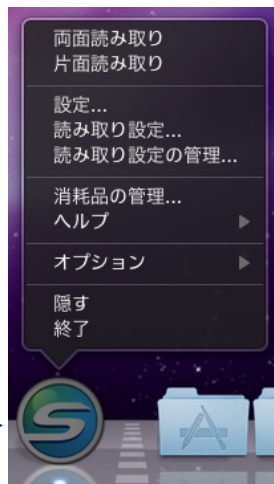 両面読み取り
片面読み取り
設定...
読み取り設定...
読み取り設定の管理...
消耗品の管理...
ヘルプ
オプション
隠す
終了